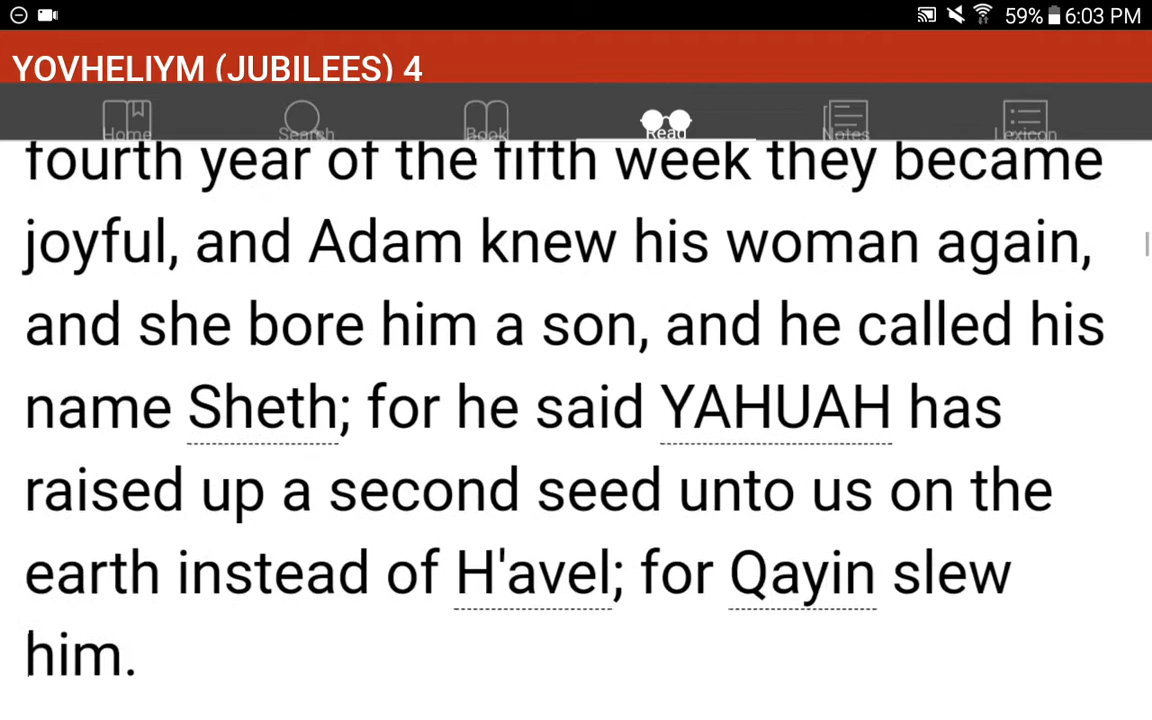 59% 6:03 PM
YOVHELIYM (JUBILEES) 4
Home Search Book Read Notes Lexicon
fourth year of the fifth week they became
joyful, and Adam knew his woman again,
and she bore him a son, and he called his
name Sheth; for he said YAHUAH has
raised up a second seed unto us on the
earth instead of H'avel; for Qayin slew
him.